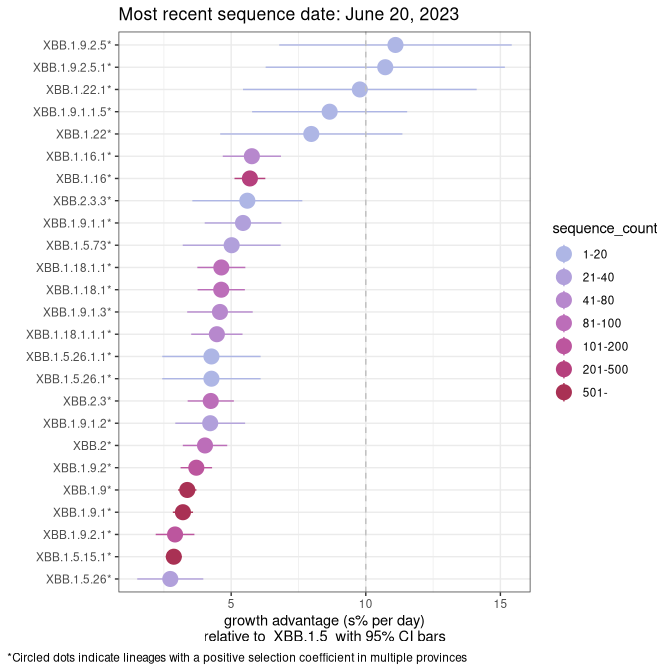 Most recent sequence date: June 20, 2023
XBB.1.9.2.5*
XBB.1.9.2.5.1*
XBB.1.22.1*
XBB.1.9.1.1.5*
XBB.1.22*
XBB.1.16.1*
XBB.1.16*
XBB.2.3.3*
XBB.1.9.1.1*
XBB.1.5.73*
XBB.1.18.1.1*
XBB.1.18.1*
XBB.1.9.1.3*
XBB.1.18.1.1.1*
XBB.1.5.26.1.1*
XBB.1.5.26.1*
XBB.2.3*
XBB.1.9.1.2*
XBB.2*
XBB.1.9.2*
XBB.1.9*
XBB.1.9.1*
XBB.1.9.2.1*
XBB.1.5.15.1*
XBB.1.5.26*
5 10 15
growth advantage (s% per day)
relative to XBB.1.5 with 95% CI bars
sequence_count
1-20
21-40
41-80
81-100
101-200
201-500
501-
*Circled dots indicate lineages with a positive selection coefficient in multiple provinces